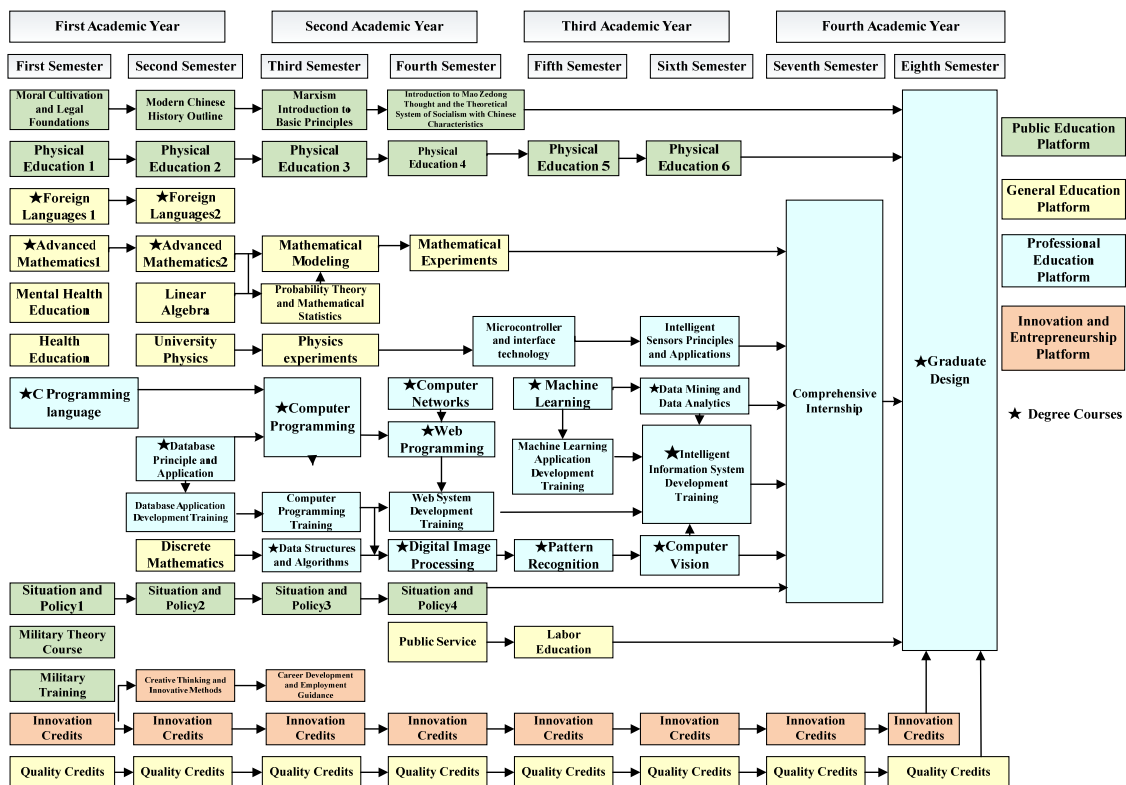 First Academic Year
Second Academic Year
Third Academic Year
Fourth Academic Year
First Semester
Second Semester
Third Semester
Fourth Semester
Fifth Semester
Sixth Semester
Seventh Semester
Eighth Semester
Moral Cultivation
and Legal
Foundations
Modern Chinese
History Outline
Marxism
Introduction to
Basic Principles
Introduction to Mao Zedong
Thought and the Theoretical
System of Socialism with Chinese
Characteristics
Physical
Education 1
Physical
Education 2
Physical
Education 3
Physical
Education 4
Physical
Education 5
Physical
Education 6
★Foreign
Languages 1
★Foreign
Languages2
★Advanced
Mathematics1
★Advanced
Mathematics2
Mathematical
Modeling
Mathematical
Experiments
Mental Health
Education
Linear
Algebra
Probability Theory
and Mathematical
Statistics
Health
Education
University
Physics
Physics
experiments
Microcontroller
and interface
technology
Intelligent
Sensors Principles
and Applications
★C Programming
language
★Computer
Programming
★Computer
Networks
★ Machine
Learning
★Data Mining and
Data Analytics
★Database
Principle and
Application
★Web
Programming
Machine Learning
Application
Development
Training
★Intelligent
Information System
Development
Training
Database Application
Development Training
Computer
Programming
Training
Web System
Development
Training
Discrete
Mathematics
★Data Structures
and Algorithms
★Digital Image
Processing
★Pattern
Recognition
★Computer
Vision
Comprehensive
Internship
★Graduate
Design
Situation and
Policy1
Situation and
Policy2
Situation and
Policy3
Situation and
Policy4
Military Theory
Course
Public Service
Labor
Education
Military
Training
Creative Thinking and
Innovative Methods
Career Development
and Employment
Guidance
Innovation
Credits
Innovation
Credits
Innovation
Credits
Innovation
Credits
Innovation
Credits
Innovation
Credits
Innovation
Credits
Innovation
Credits
Quality Credits
Quality Credits
Quality Credits
Quality Credits
Quality Credits
Quality Credits
Quality Credits
Quality Credits
Public Education
Platform
General Education
Platform
Professional
Education
Platform
Innovation and
Entrepreneurship
Platform
★ Degree Courses